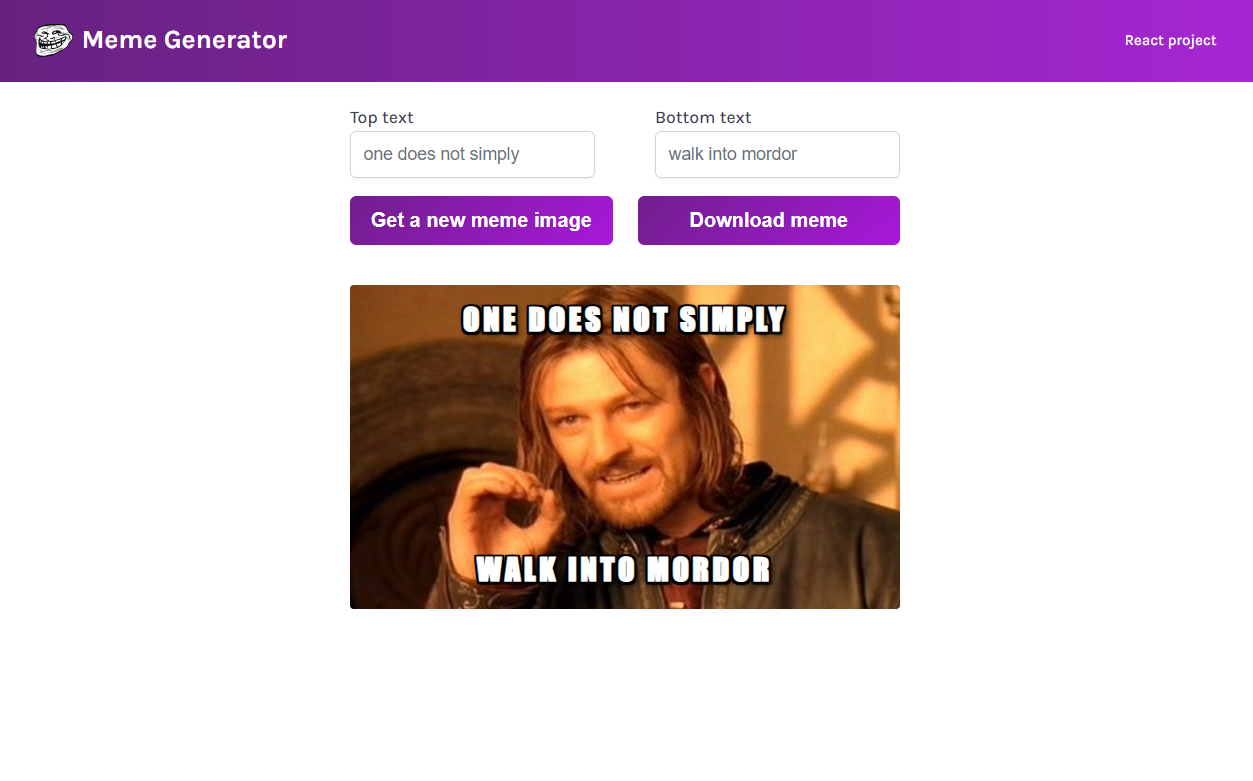 Meme Generator
React project
Top text
Bottom text
one does not simply
walk into mordor
Get a new meme image
Download meme
ONE DOES NOT SIMPLY
WALK INTO MORDOR